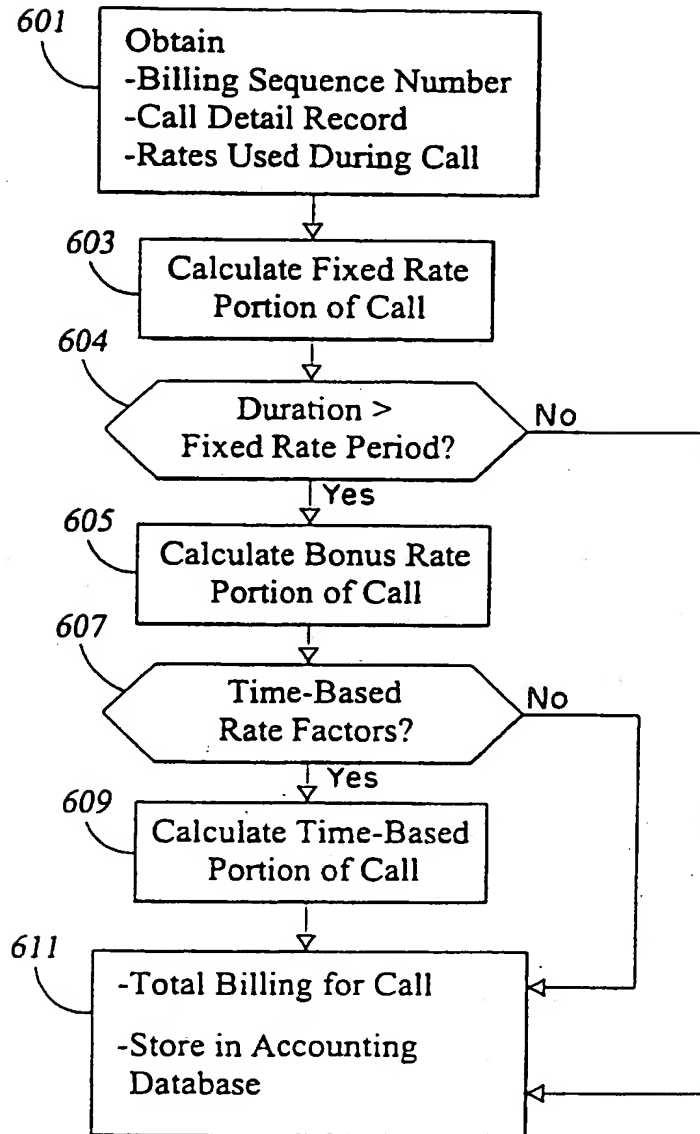 601
Obtain
-Billing Sequence Number
-Call Detail Record
-Rates Used During Call
603
Calculate Fixed Rate
Portion of Call
604
Duration >
Fixed Rate Period?
No
Yes
605
Calculate Bonus Rate
Portion of Call
607
Time-Based
Rate Factors?
No
Yes
609
Calculate Time-Based
Portion of Call
611
-Total Billing for Call
-Store in Accounting
Database